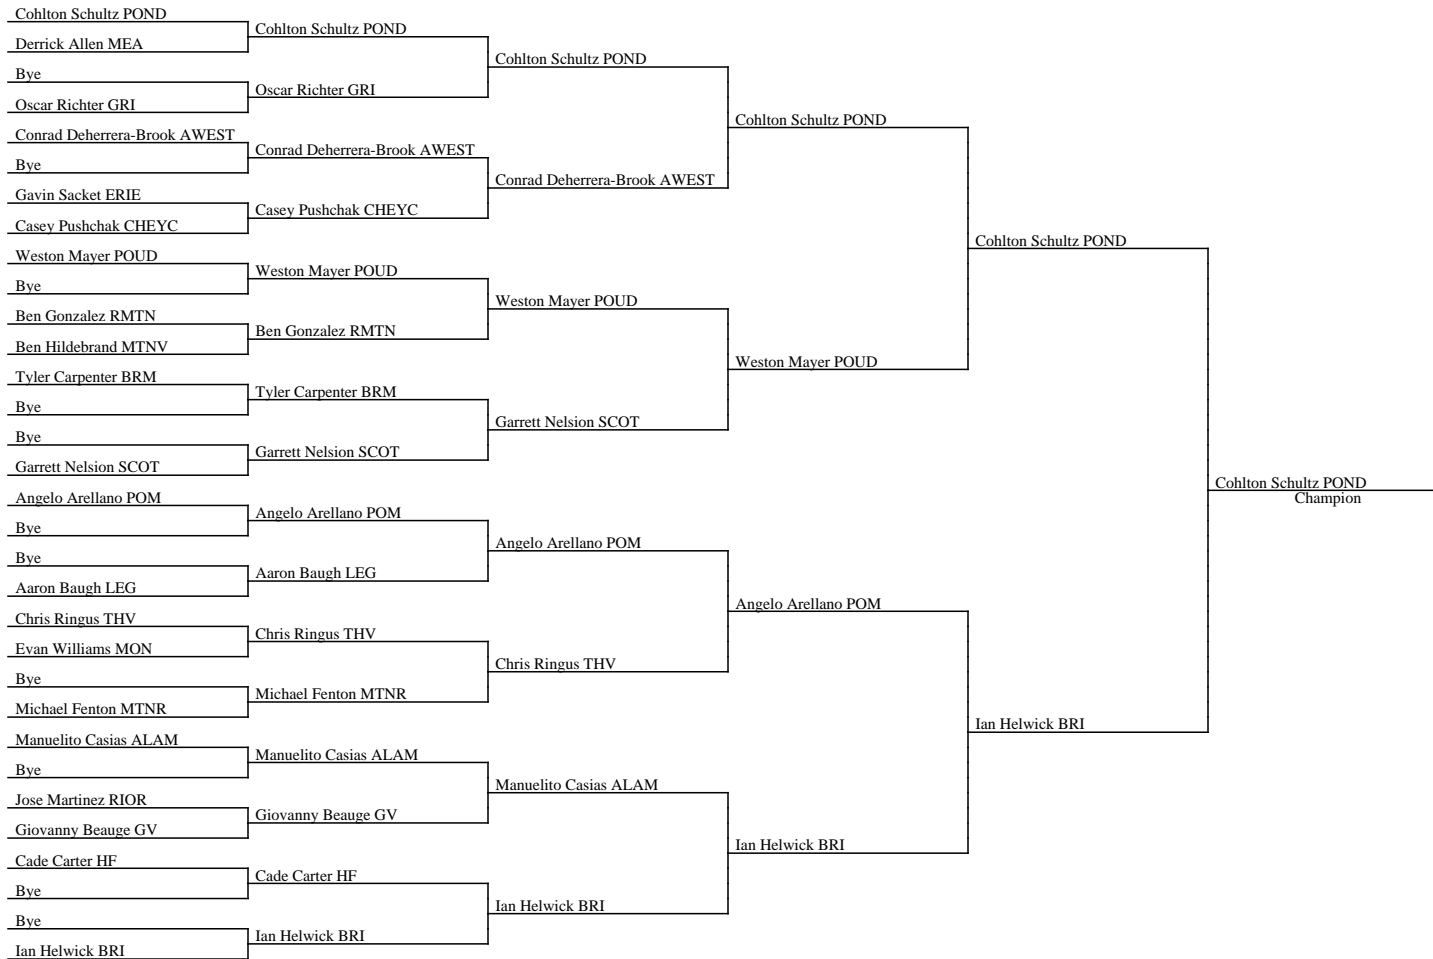 Cohlton Schultz POND
Derrick Allen MEA
Bye
Oscar Richter GRI
Conrad Deherrera-Brook AWEST
Bye
Gavin Sacket ERIE
Casey Pushchak CHEYC
Weston Mayer POUD
Bye
Ben Gonzalez RMTN
Ben Hildebrand MTNV
Tyler Carpenter BRM
Bye
Bye
Garrett Nelsion SCOT
Angelo Arellano POM
Bye
Bye
Aaron Baugh LEG
Chris Ringus THV
Evan Williams MON
Bye
Michael Fenton MTNR
Manuelito Casias ALAM
Bye
Jose Martinez RIOR
Giovanny Beauge GV
Cade Carter HF
Bye
Bye
Ian Helwick BRI
Cohlton Schultz POND
Oscar Richter GRI
Conrad Deherrera-Brook AWEST
Casey Pushchak CHEYC
Weston Mayer POUD
Ben Gonzalez RMTN
Tyler Carpenter BRM
Garrett Nelsion SCOT
Angelo Arellano POM
Aaron Baugh LEG
Chris Ringus THV
Michael Fenton MTNR
Manuelito Casias ALAM
Giovanny Beauge GV
Cade Carter HF
Ian Helwick BRI
Cohlton Schultz POND
Conrad Deherrera-Brook AWEST
Weston Mayer POUD
Garrett Nelsion SCOT
Angelo Arellano POM
Chris Ringus THV
Manuelito Casias ALAM
Ian Helwick BRI
Cohlton Schultz POND
Weston Mayer POUD
Angelo Arellano POM
Ian Helwick BRI
Cohlton Schultz POND
Ian Helwick BRI
Cohlton Schultz POND
Champion